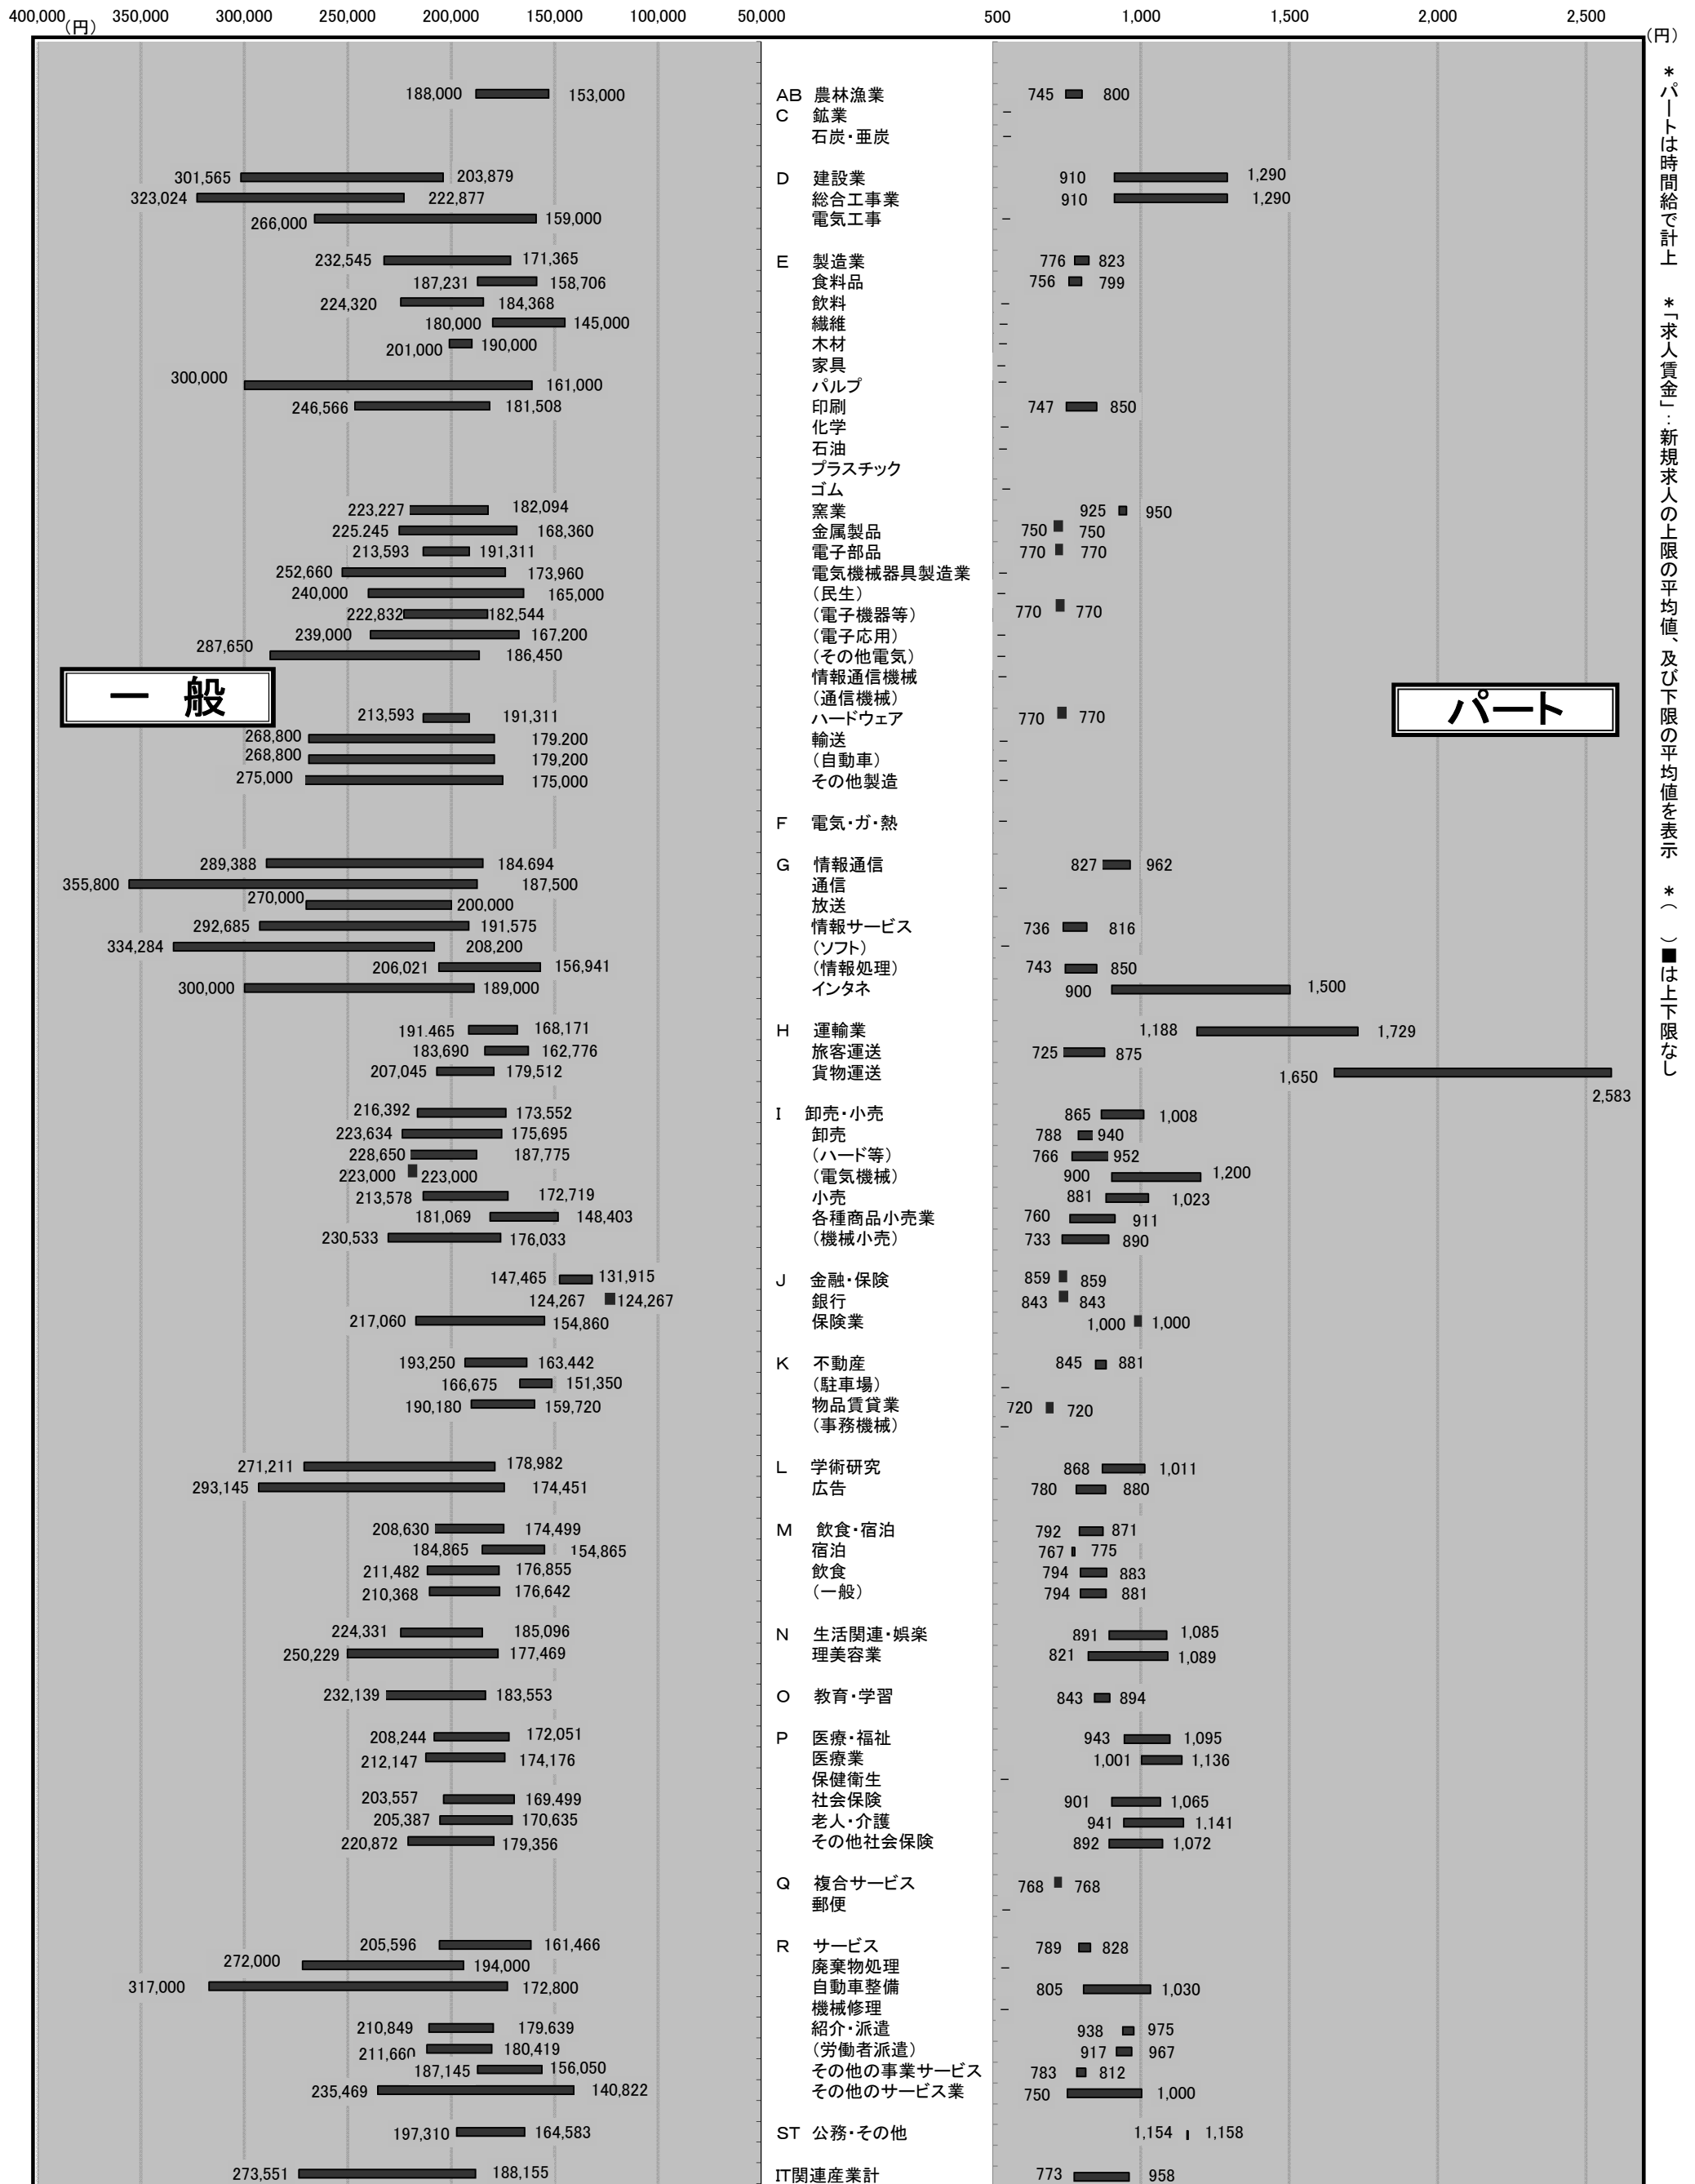 400,000 350,000 300,000 250,000 200,000 150,000 100,000 50,000 500 1,000 1,500 2,000 2,500
(円) (円)
188,000 153,000 AB 農林漁業 745 800
C 鉱業 －
石炭・亜炭 －
301,565 203,879 D 建設業 910 1,290
323,024 222,877 総合工事業 910 1,290
266,000 159,000 電気工事 －
232,545 171,365 E 製造業 776 823
187,231 158,706 食料品 756 799
224,320 184,368 飲料 －
180,000 145,000 繊維 －
201,000 190,000 木材 －
家具 －
300,000 161,000 パルプ －
246,566 181,508 印刷 747 850
化学 －
石油 －
プラスチック
ゴム －
223,227 182,094 窯業 925 950
225.245 168,360 金属製品 750 750
213,593 191,311 電子部品 770 770
252,660 173,960 電気機械器具製造業 －
240,000 165,000 （民生） －
222,832 182,544 （電子機器等） 770 770
239,000 167,200 （電子応用） －
287,650 186,450 （その他電気） －
情報通信機械 －
一 般
（通信機械）
パート
213,593 191,311 ハードウェア 770 770
268,800 179.200 輸送 －
268,800 179,200 （自動車） －
275,000 175,000 その他製造 －
F 電気・ガ・熱 －
289,388 184.694 G 情報通信 827 962
355,800 187,500 通信 －
270,000 200,000 放送
292,685 191,575 情報サービス 736 816
334,284 208,200 （ソフト） －
206,021 156,941 （情報処理） 743 850
300,000 189,000 インタネ 900 1,500
191.465 168,171 H 運輸業 1,188 1,729
183,690 162,776 旅客運送 725 875
207,045 179,512 貨物運送 1,650 2,583
216,392 173,552 I 卸売・小売 865 1,008
223,634 175,695 卸売 788 940
228,650 187,775 （ハード等） 766 952
223,000 223,000 （電気機械） 900 1,200
213,578 172,719 小売 881 1,023
181,069 148,403 各種商品小売業 760 911
230,533 176,033 （機械小売） 733 890
147,465 131,915 J 金融・保険 859 859
124,267 124,267 銀行 843 843
217,060 154,860 保険業 1,000 1,000
193,250 163,442 K 不動産 845 881
166,675 151,350 （駐車場） －
190,180 159,720 物品賃貸業 720 720
（事務機械） －
271,211 178,982 L 学術研究 868 1,011
293,145 174,451 広告 780 880
208,630 174,499 M 飲食・宿泊 792 871
184,865 154,865 宿泊 767 775
211,482 176,855 飲食 794 883
210,368 176,642 （一般） 794 881
224,331 185,096 N 生活関連・娯楽 891 1,085
250,229 177,469 理美容業 821 1,089
232,139 183,553 O 教育・学習 843 894
208,244 172,051 P 医療・福祉 943 1,095
212,147 174,176 医療業 1,001 1,136
保健衛生 －
203,557 169,499 社会保険 901 1,065
205,387 170,635 老人・介護 941 1,141
220,872 179,356 その他社会保険 892 1,072
Q 複合サービス 768 768
郵便 －
205,596 161,466 R サービス 789 828
272,000 194,000 廃棄物処理 －
317,000 172,800 自動車整備 805 1,030
機械修理 －
210,849 179,639 紹介・派遣 938 975
211,660 180,419 （労働者派遣） 917 967
187,145 156,050 その他の事業サービス 783 812
235,469 140,822 その他のサービス業 750 1,000
197,310 164,583 ST 公務・その他 1,154 1,158
273,551 188,155 IT関連産業計 773 958
＊パートは時間給で計上 ＊「求人賃金」：新規求人の上限の平均値、及び下限の平均値を表示 ＊（ ）■は上下限なし